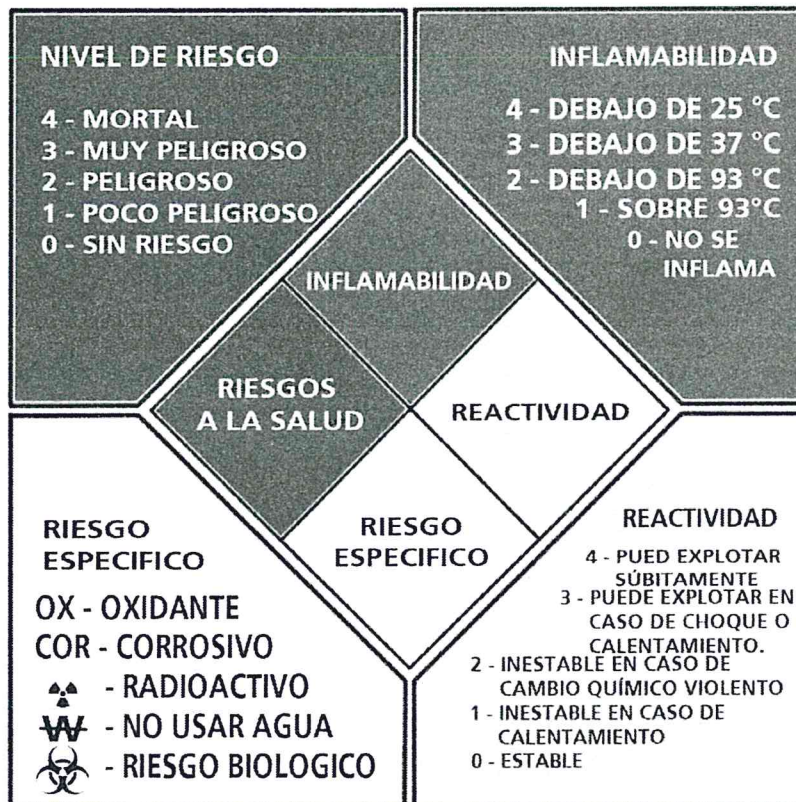 NIVEL DE RIESGO
4 - MORTAL
3 - MUY PELIGROSO
2 - PELIGROSO
1 - POCO PELIGROSO
0 - SIN RIESGO
INFLAMABILIDAD
4 - DEBAJO DE 25 °C
3 - DEBAJO DE 37 °C
2 - DEBAJO DE 93 °C
1 - SOBRE 93°C
0 - NO SE
INFLAMA
INFLAMABILIDAD
RIESGOS
A LA SALUD
REACTIVIDAD
RIESGO
ESPECIFICO
RIESGO
ESPECIFICO
OX - OXIDANTE
COR - CORROSIVO
- RADIOACTIVO
W - NO USAR AGUA
- RIESGO BIOLOGICO
REACTIVIDAD
4 - PUED EXPLOTAR
SÚBITAMENTE
3 - PUEDE EXPLOTAR EN
CASO DE CHOQUE O
CALENTAMIENTO.
2 - INESTABLE EN CASO DE
CAMBIO QUÍMICO VIOLENTO
1 - INESTABLE EN CASO DE
CALENTAMIENTO
0 - ESTABLE